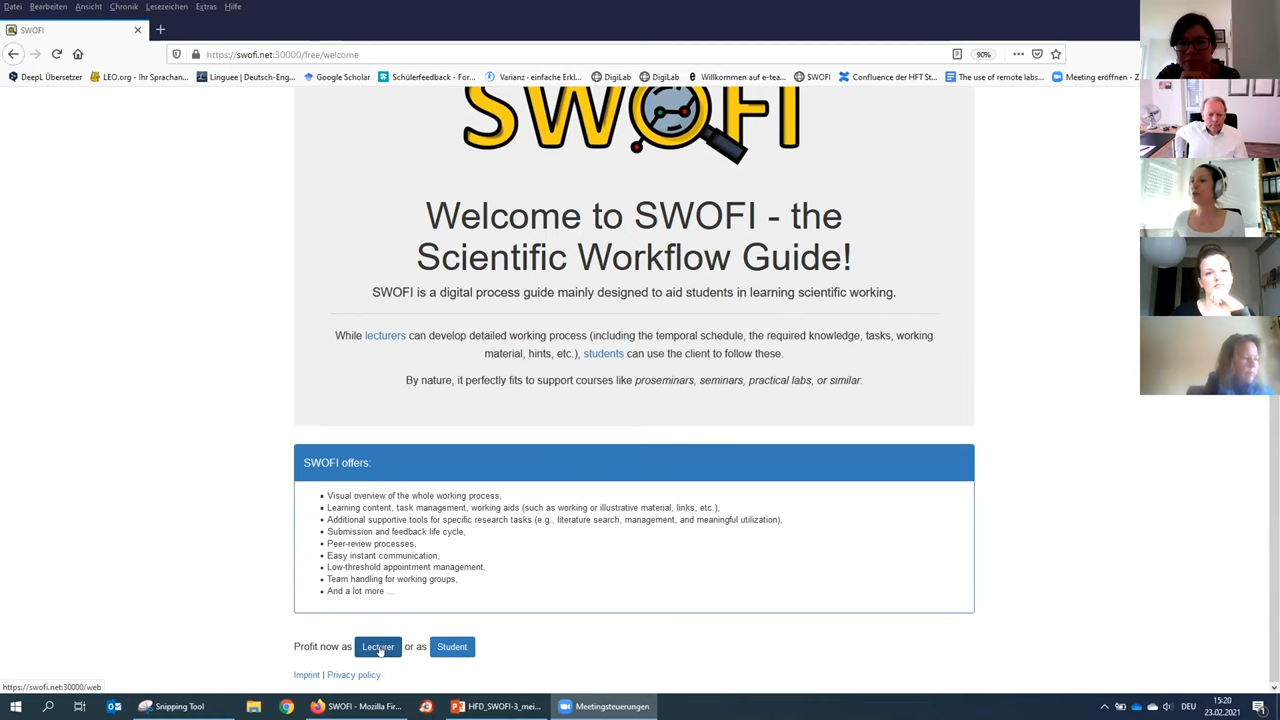 Datei Bearbeiten Ansicht Chronik Lesezeichen Extras Hilfe
SWOFI
https://swofi.net:30000/free/welcome
90%
DeepL Übersetzer LEO.org - Ihr Sprachan... Linguee | Deutsch-Eng... Google Scholar Schülerfeedback - For... Varianz - einfache Erkl... DigiLab DigiLab Willkommen auf e-tea... SWOFI Confluence der HFT St... The use of remote labs... Meeting eröffnen - Z
SWOFI
Welcome to SWOFI - the
Scientific Workflow Guide!
SWOFI is a digital process guide mainly designed to aid students in learning scientific working.
While lecturers can develop detailed working process (including the temporal schedule, the required knowledge, tasks, working
material, hints, etc.), students can use the client to follow these.
By nature, it perfectly fits to support courses like proseminars, seminars, practical labs, or similar.
SWOFI offers:
• Visual overview of the whole working process,
• Learning content, task management, working aids (such as working or illustrative material, links, etc.),
• Additional supportive tools for specific research tasks (e.g., literature search, management, and meaningful utilization),
• Submission and feedback life cycle,
• Peer-review processes,
• Easy instant communication,
• Low-threshold appointment management,
• Team handling for working groups,
• And a lot more ...
Profit now as Lecturer or as Student
Imprint | Privacy policy
https://swofi.net:30000/web
Snipping Tool SWOFI - Mozilla Fir... HFD_SWOFI-3_mei... Meetingsteuerungen DEU 15:20
23.02.2021